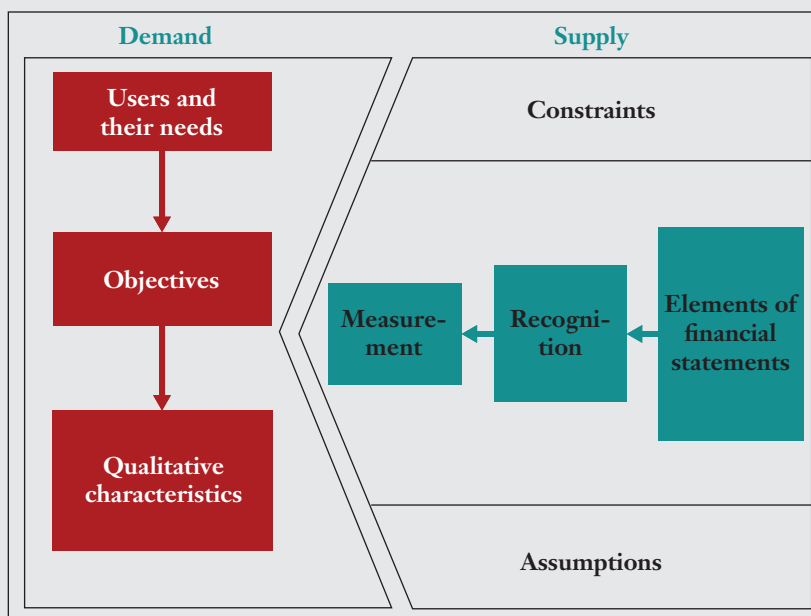 Demand
Users and
their needs
Objectives
Qualitative
characteristics
Supply
Constraints
Measure-
ment
Recogni-
tion
Elements of
financial
statements
Assumptions